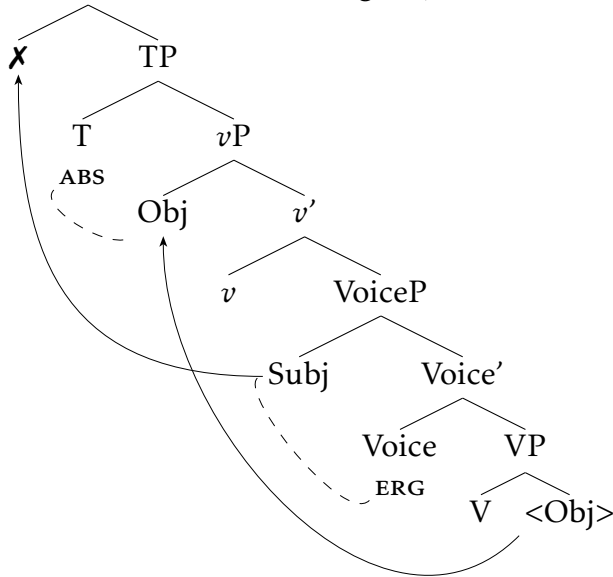 ✗ TP
T vP
ABS
Obj v'
v VoiceP
Subj Voice'
Voice VP
ERG
V <Obj>